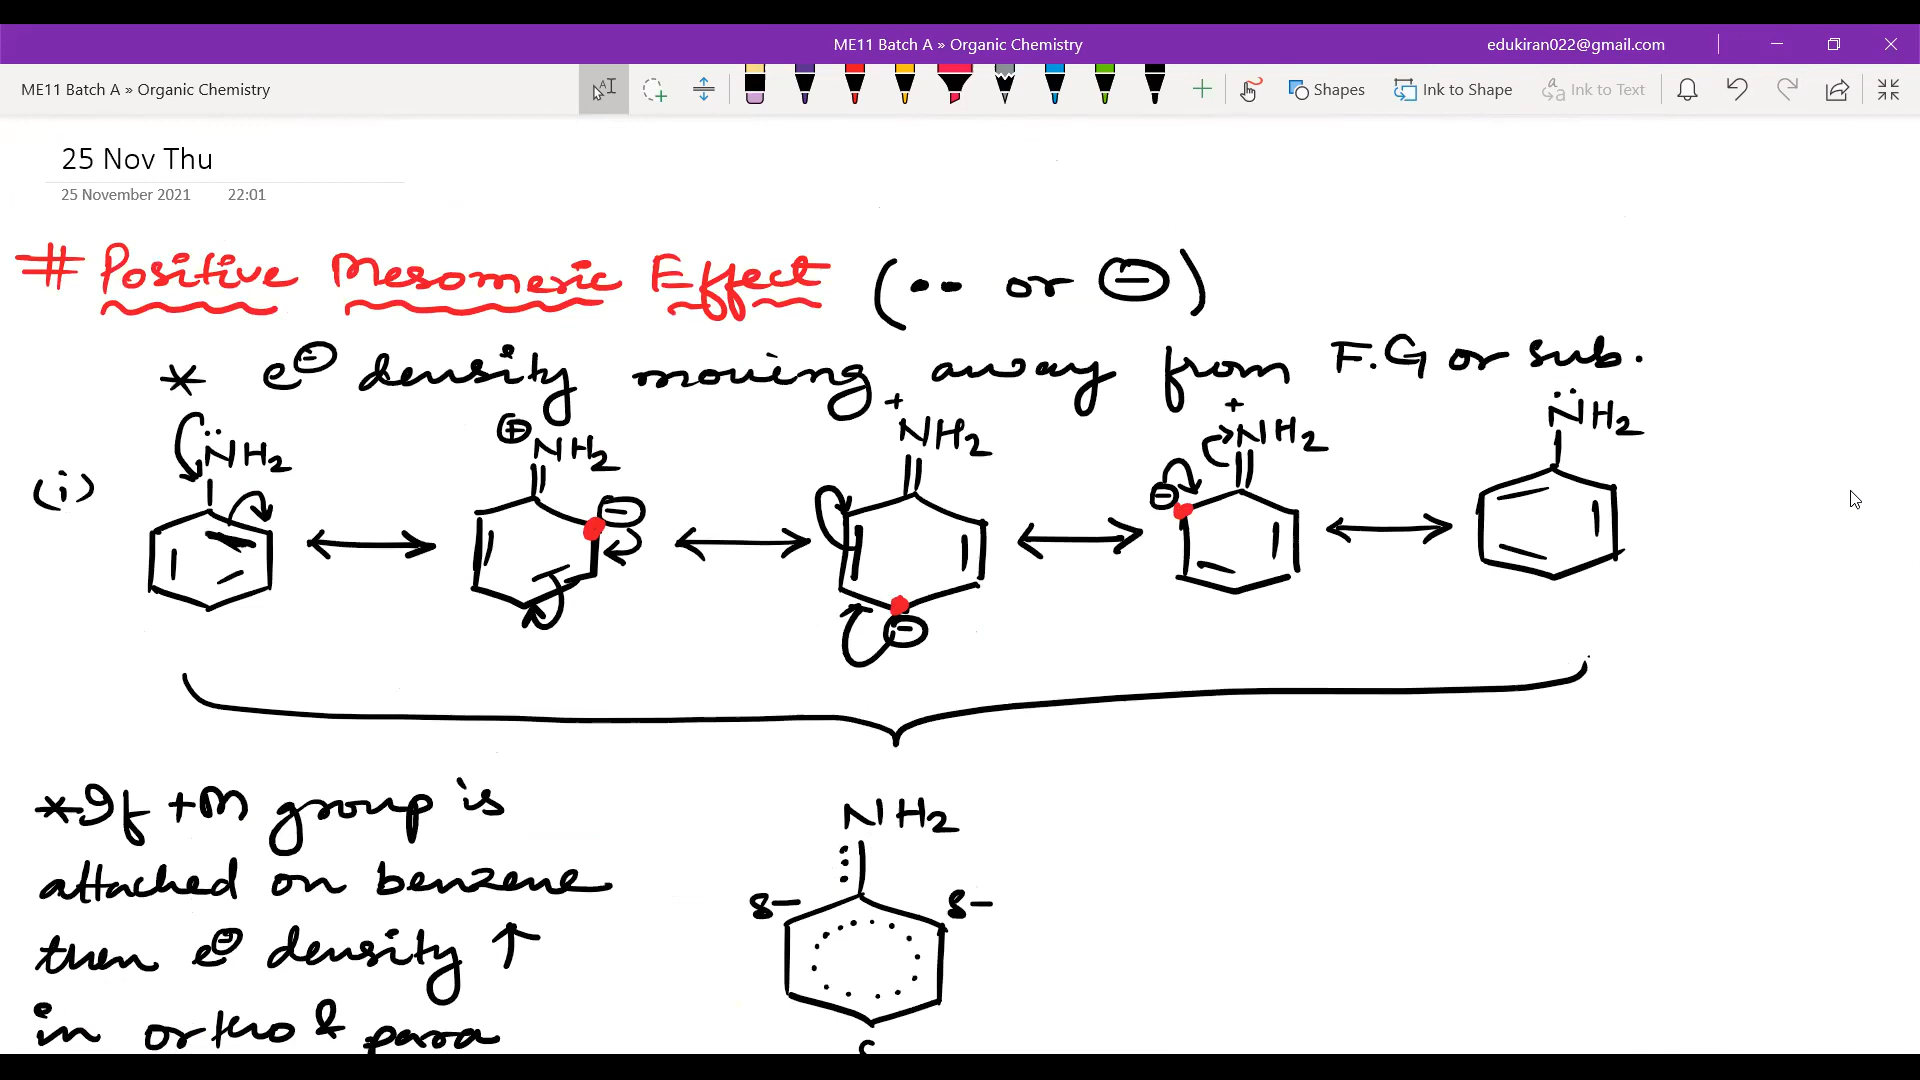 ME11 Batch A » Organic Chemistry
edukiran022@gmail.com
ME11 Batch A » Organic Chemistry
Shapes
Ink to Shape
Ink to Text
25 Nov Thu
25 November 2021 22:01
# Positive Mesomeric Effect (•• or ⊖)
* e⊖ density moving away from F.G or sub.
(i) N̈H2 ⊕NH2 +NH2 +NH2 N̈H2
⊖ ⊖
⊖
*If +M group is
attached on benzene
then e⊖ density ↑
in ortho & para
NH2
δ− δ−